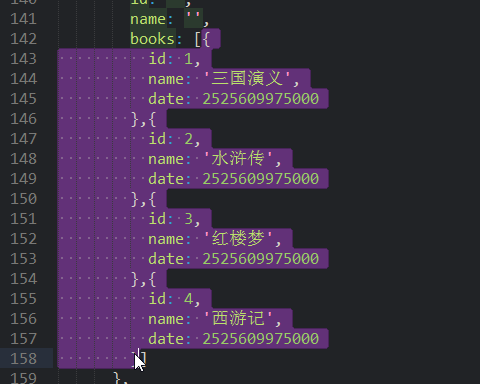 141 name: '',
142 books: [{
143 id: 1,
144 name: '三国演义',
145 date: 2525609975000
146 },{
147 id: 2,
148 name: '水浒传',
149 date: 2525609975000
150 },{
151 id: 3,
152 name: '红楼梦',
153 date: 2525609975000
154 },{
155 id: 4,
156 name: '西游记',
157 date: 2525609975000
158 }]
159 },